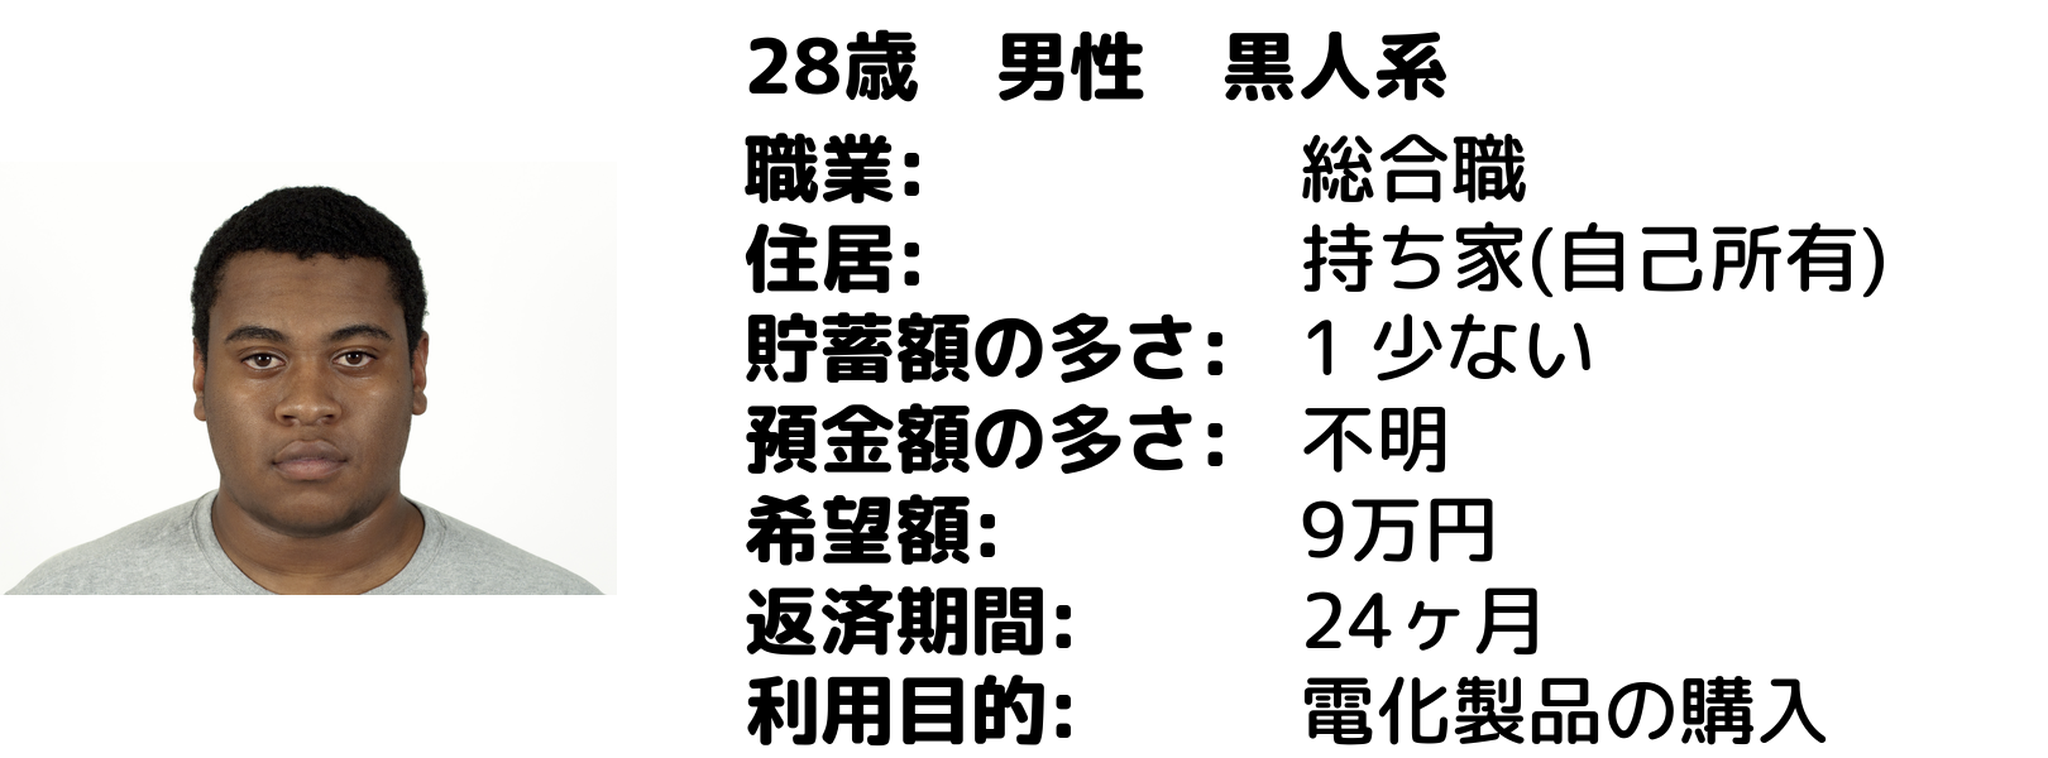 28歳　男性　黒人系
職業: 総合職
住居: 持ち家(自己所有)
貯蓄額の多さ: 1 少ない
預金額の多さ: 不明
希望額: 9万円
返済期間: 24ヶ月
利用目的: 電化製品の購入